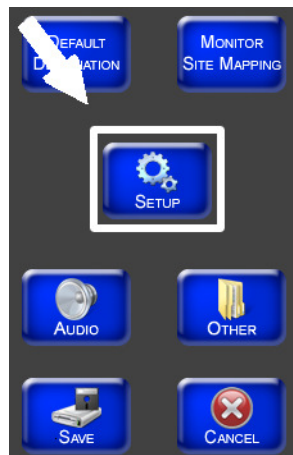 DEFAULT
MONITOR
SITE MAPPING
SETUP
AUDIO
OTHER
SAVE
CANCEL